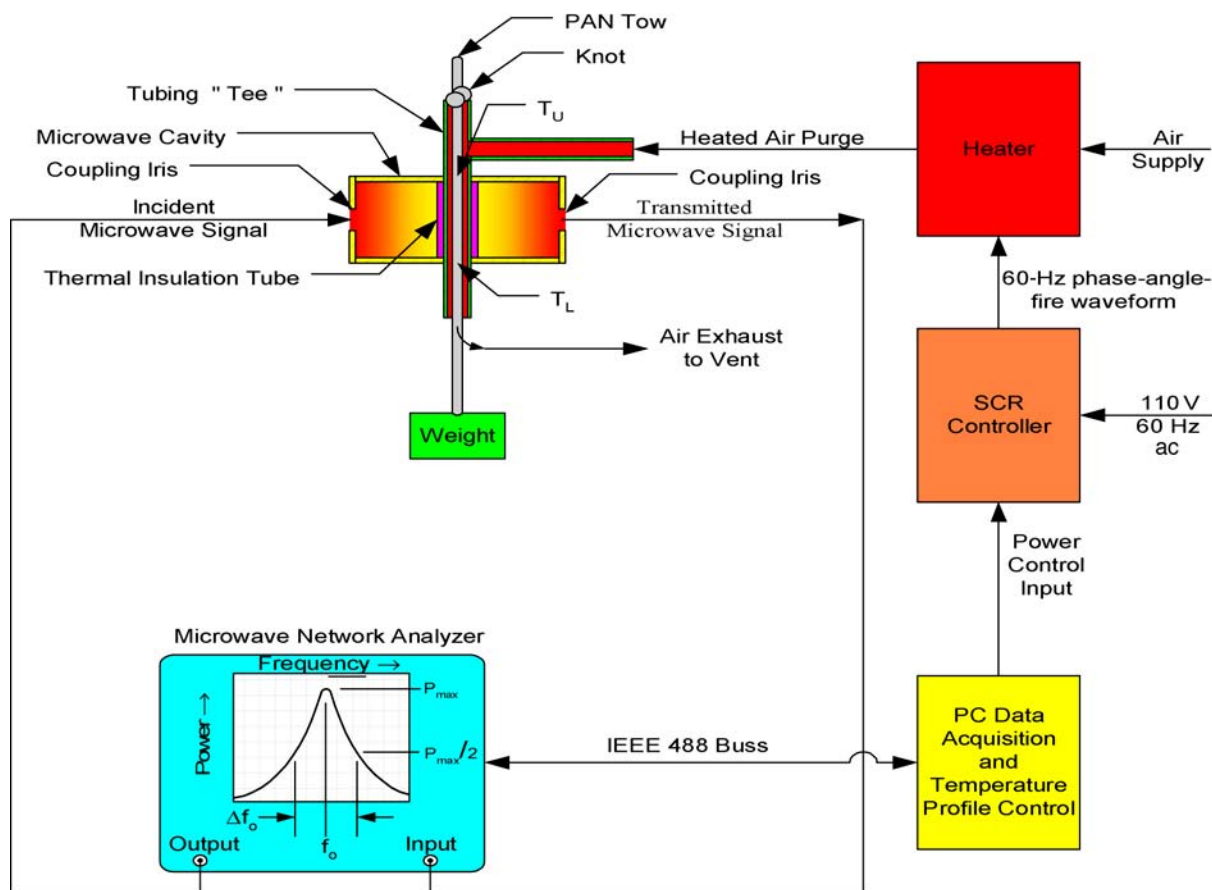 PAN Tow
Knot
Tubing " Tee "
T_U
Microwave Cavity
Heated Air Purge
Heater
Air
Supply
Coupling Iris
Coupling Iris
Incident
Microwave Signal
Transmitted
Microwave Signal
Thermal Insulation Tube
T_L
60-Hz phase-angle-
fire waveform
Air Exhaust
to Vent
Weight
SCR
Controller
110 V
60 Hz
ac
Power
Control
Input
Microwave Network Analyzer
Frequency →
Power →
P_max
P_max/2
Δf_o
f_o
Output
Input
IEEE 488 Buss
PC Data
Acquisition
and
Temperature
Profile Control